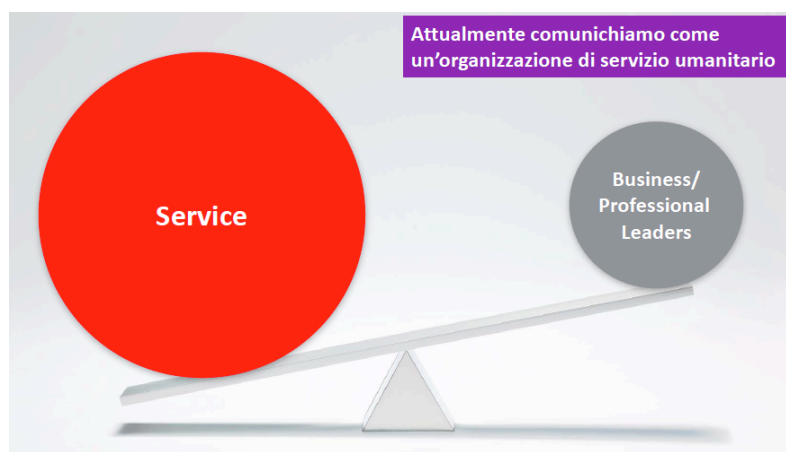 Attualmente comunichiamo come
un'organizzazione di servizio umanitario
Service
Business/
Professional
Leaders